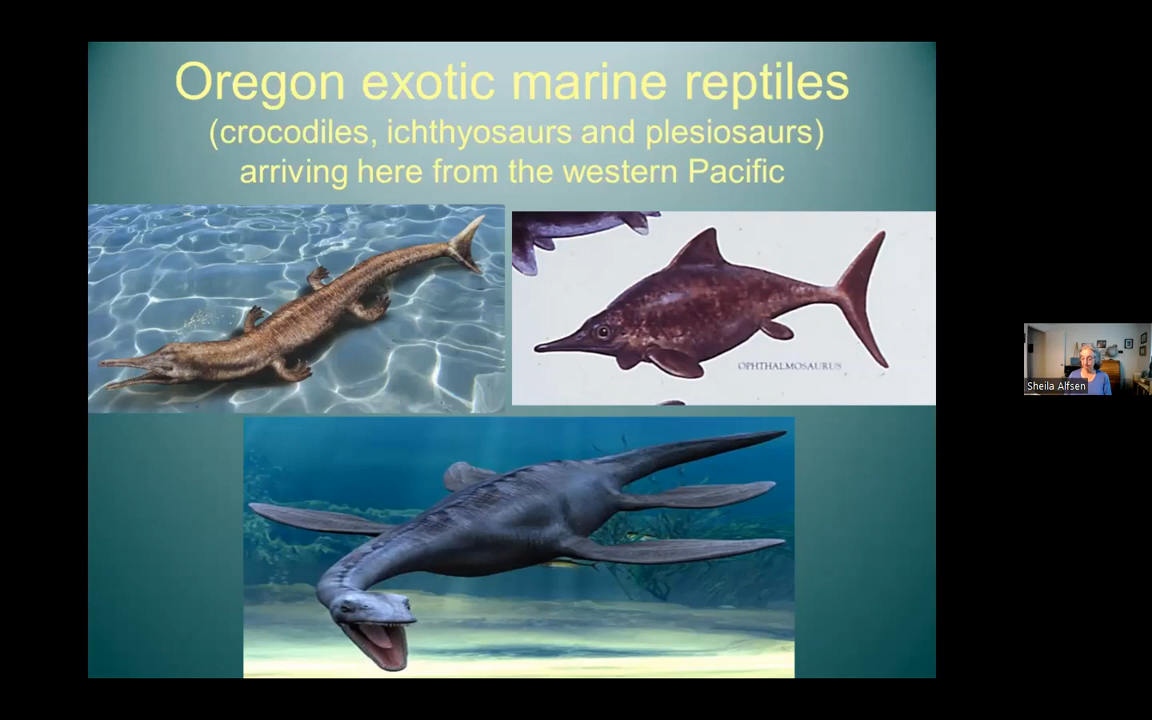 Oregon exotic marine reptiles
(crocodiles, ichthyosaurs and plesiosaurs)
arriving here from the western Pacific
OPHTHALMOSAURUS
Sheila Alfsen